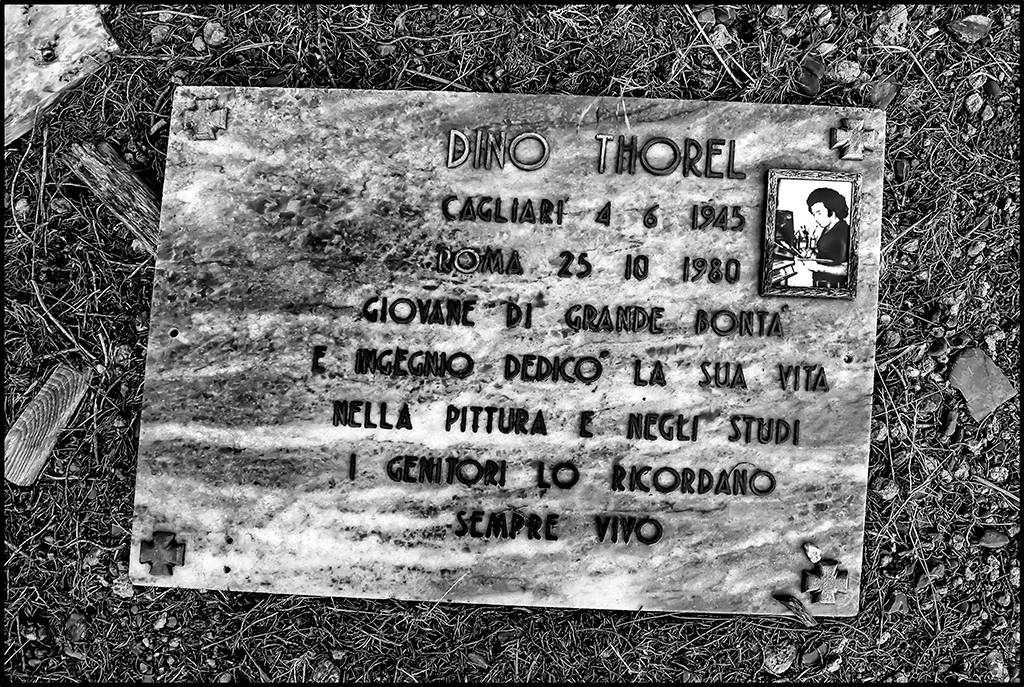 DINO THOREL
CAGLIARI 4 6 1945
ROMA 25 10 1980
GIOVANE DI GRANDE BONTA'
E INGEGNIO DEDICO' LA SUA VITA
NELLA PITTURA E NEGLI STUDI
I GENITORI LO RICORDANO
SEMPRE VIVO